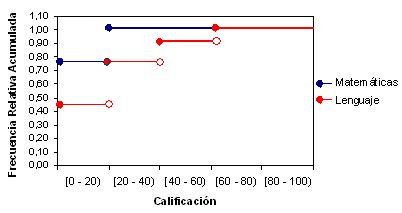 Frecuencia Relativa Acumulada
1,10
1,00
0,90
0,80
0,70
0,60
0,50
0,40
0,30
0,20
0,10
0,00
[0 - 20) [20 - 40) [40 - 60) [60 - 80) [80 - 100)
Calificación
Matemáticas
Lenguaje